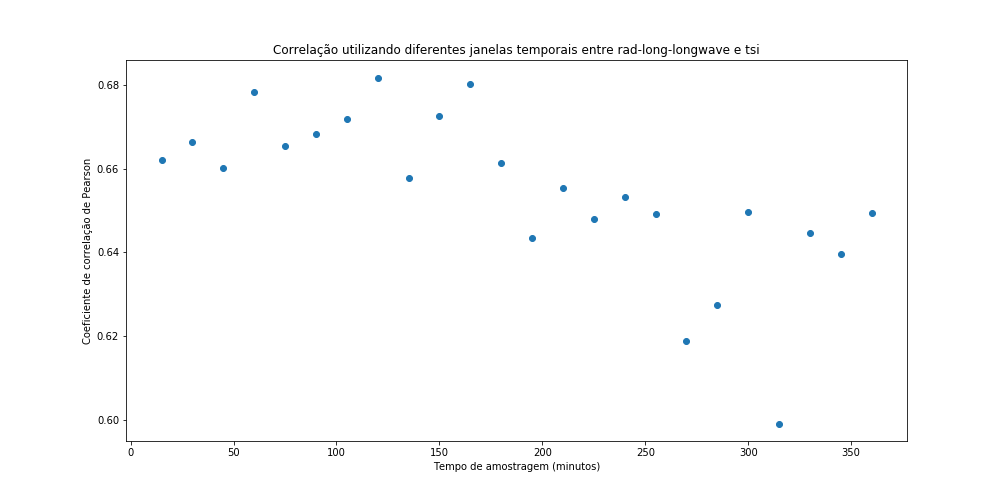 Correlação utilizando diferentes janelas temporais entre rad-long-longwave e tsi
Coeficiente de correlação de Pearson
0.68
0.66
0.64
0.62
0.60
0 50 100 150 200 250 300 350
Tempo de amostragem (minutos)